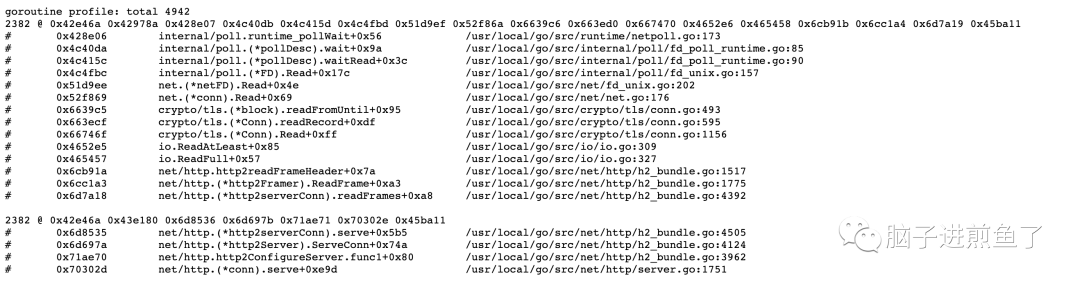 goroutine profile: total 4942
2382 @ 0x42e46a 0x42978a 0x428e07 0x4c40db 0x4c415d 0x4c4fbd 0x51d9ef 0x52f86a 0x6639c6 0x663ed0 0x667470 0x4652e6 0x465458 0x6cb91b 0x6cc1a4 0x6d7a19 0x45ba11
# 0x428e06 internal/poll.runtime_pollWait+0x56 /usr/local/go/src/runtime/netpoll.go:173
# 0x4c40da internal/poll.(*pollDesc).wait+0x9a /usr/local/go/src/internal/poll/fd_poll_runtime.go:85
# 0x4c415c internal/poll.(*pollDesc).waitRead+0x3c /usr/local/go/src/internal/poll/fd_poll_runtime.go:90
# 0x4c4fbc internal/poll.(*FD).Read+0x17c /usr/local/go/src/internal/poll/fd_unix.go:157
# 0x51d9ee net.(*netFD).Read+0x4e /usr/local/go/src/net/fd_unix.go:202
# 0x52f869 net.(*conn).Read+0x69 /usr/local/go/src/net/net.go:176
# 0x6639c5 crypto/tls.(*block).readFromUntil+0x95 /usr/local/go/src/crypto/tls/conn.go:493
# 0x663ecf crypto/tls.(*Conn).readRecord+0xdf /usr/local/go/src/crypto/tls/conn.go:595
# 0x66746f crypto/tls.(*Conn).Read+0xff /usr/local/go/src/crypto/tls/conn.go:1156
# 0x4652e5 io.ReadAtLeast+0x85 /usr/local/go/src/io/io.go:309
# 0x465457 io.ReadFull+0x57 /usr/local/go/src/io/io.go:327
# 0x6cb91a net/http.http2readFrameHeader+0x7a /usr/local/go/src/net/http/h2_bundle.go:1517
# 0x6cc1a3 net/http.(*http2Framer).ReadFrame+0xa3 /usr/local/go/src/net/http/h2_bundle.go:1775
# 0x6d7a18 net/http.(*http2serverConn).readFrames+0xa8 /usr/local/go/src/net/http/h2_bundle.go:4392
2382 @ 0x42e46a 0x43e180 0x6d8536 0x6d697b 0x71ae71 0x70302e 0x45ba11
# 0x6d8535 net/http.(*http2serverConn).serve+0x5b5 /usr/local/go/src/net/http/h2_bundle.go:4505
# 0x6d697a net/http.(*http2Server).ServeConn+0x74a /usr/local/go/src/net/http/h2_bundle.go:4124
# 0x71ae70 net/http.http2ConfigureServer.func1+0x80 /usr/local/go/src/net/http/h2_bundle.go:3962
# 0x70302d net/http.(*conn).serve+0xe9d /usr/local/go/src/net/http/server.go:1751
脑子进煎鱼了